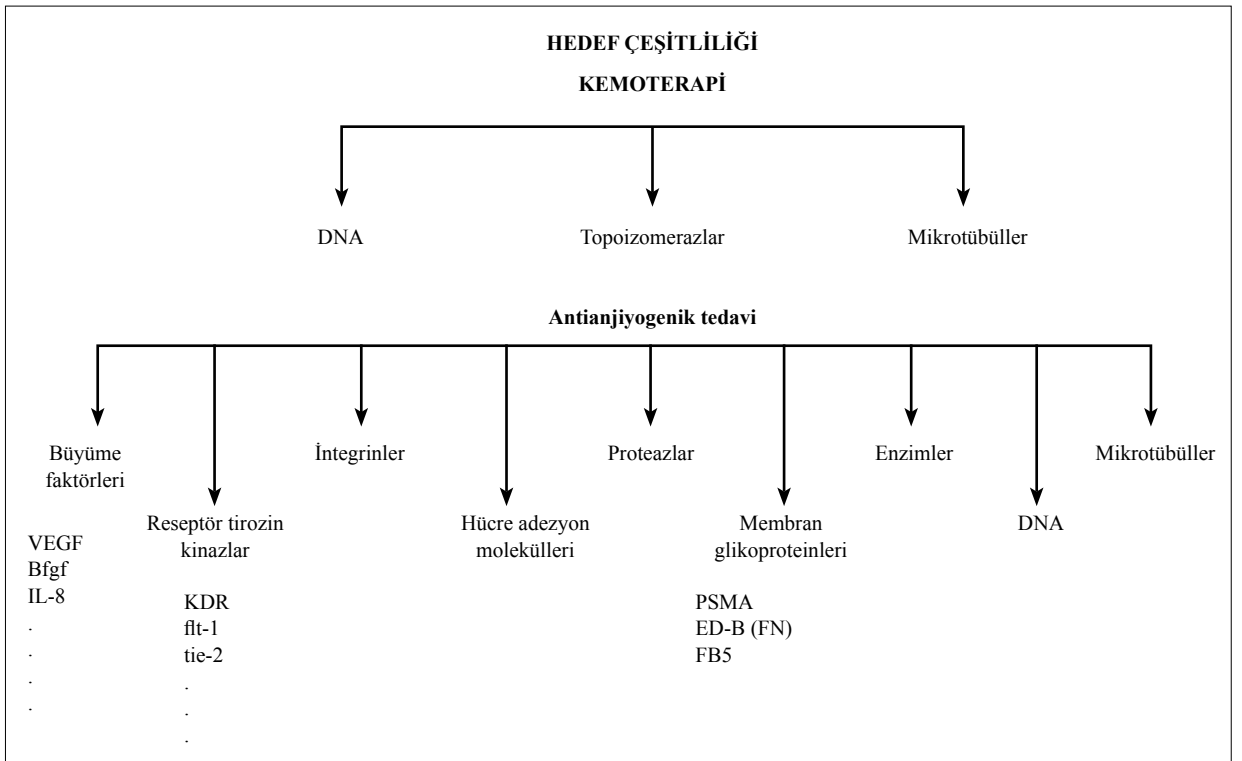 HEDEF ÇEŞİTLİLİĞİ
KEMOTERAPİ
DNA
Topoizomerazlar
Mikrotübüller
Antianjiyogenik tedavi
Büyüme
faktörleri
İntegrinler
Proteazlar
Enzimler
Mikrotübüller
Reseptör tirozin
kinazlar
Hücre adezyon
molekülleri
Membran
glikoproteinleri
DNA
VEGF
Bfgf
IL-8
.
.
.
.
KDR
flt-1
tie-2
.
.
.
PSMA
ED-B (FN)
FB5